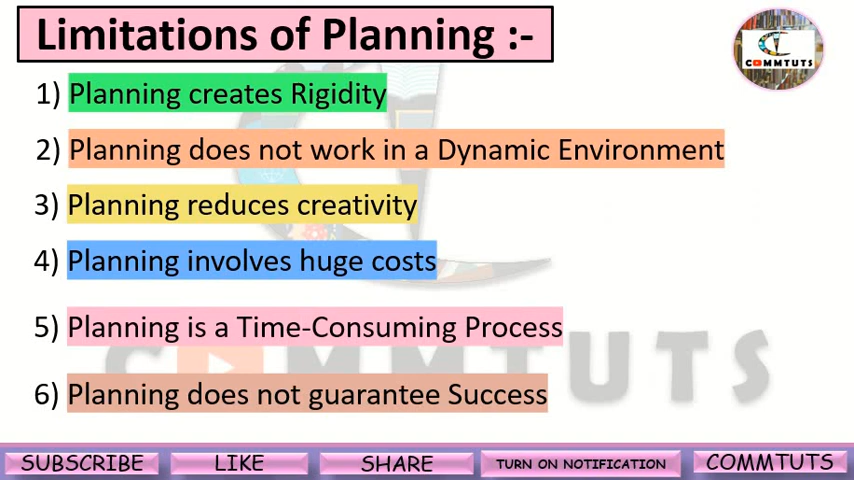 Limitations of Planning :-
COMMTUTS
1) Planning creates Rigidity
2) Planning does not work in a Dynamic Environment
3) Planning reduces creativity
4) Planning involves huge costs
5) Planning is a Time-Consuming Process
COMMTUTS
6) Planning does not guarantee Success
SUBSCRIBE LIKE SHARE TURN ON NOTIFICATION COMMTUTS